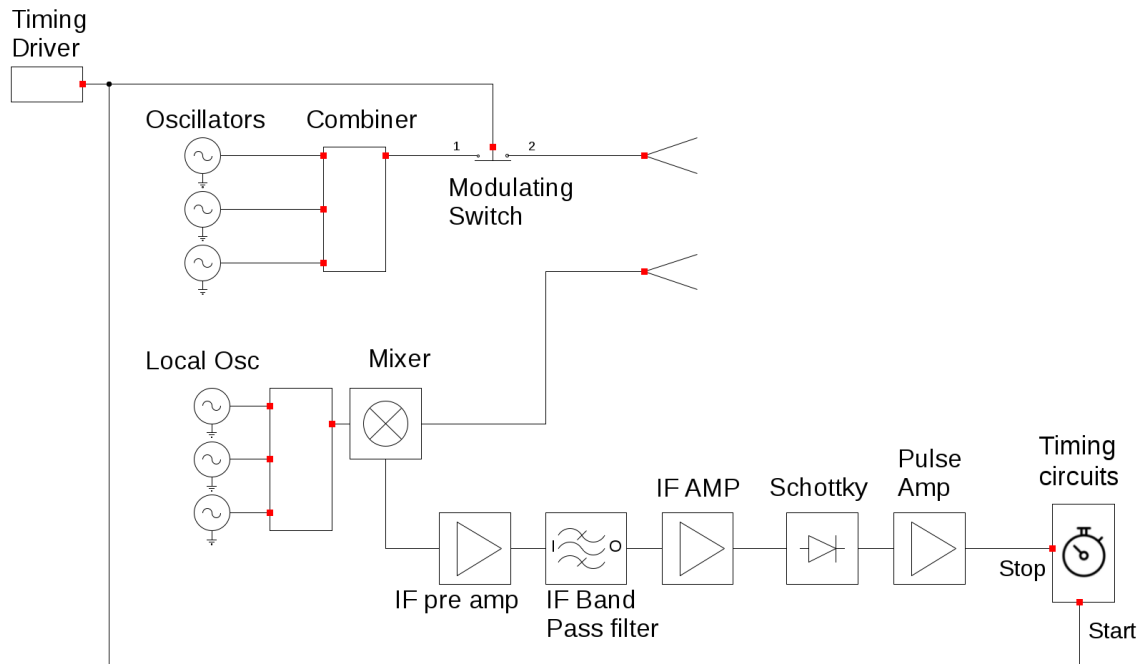 Timing
Driver
Oscillators
Combiner
1
2
Modulating
Switch
Local Osc
Mixer
IF pre amp
I
O
IF Band
Pass filter
IF AMP
Schottky
Pulse
Amp
Timing
circuits
Stop
Start